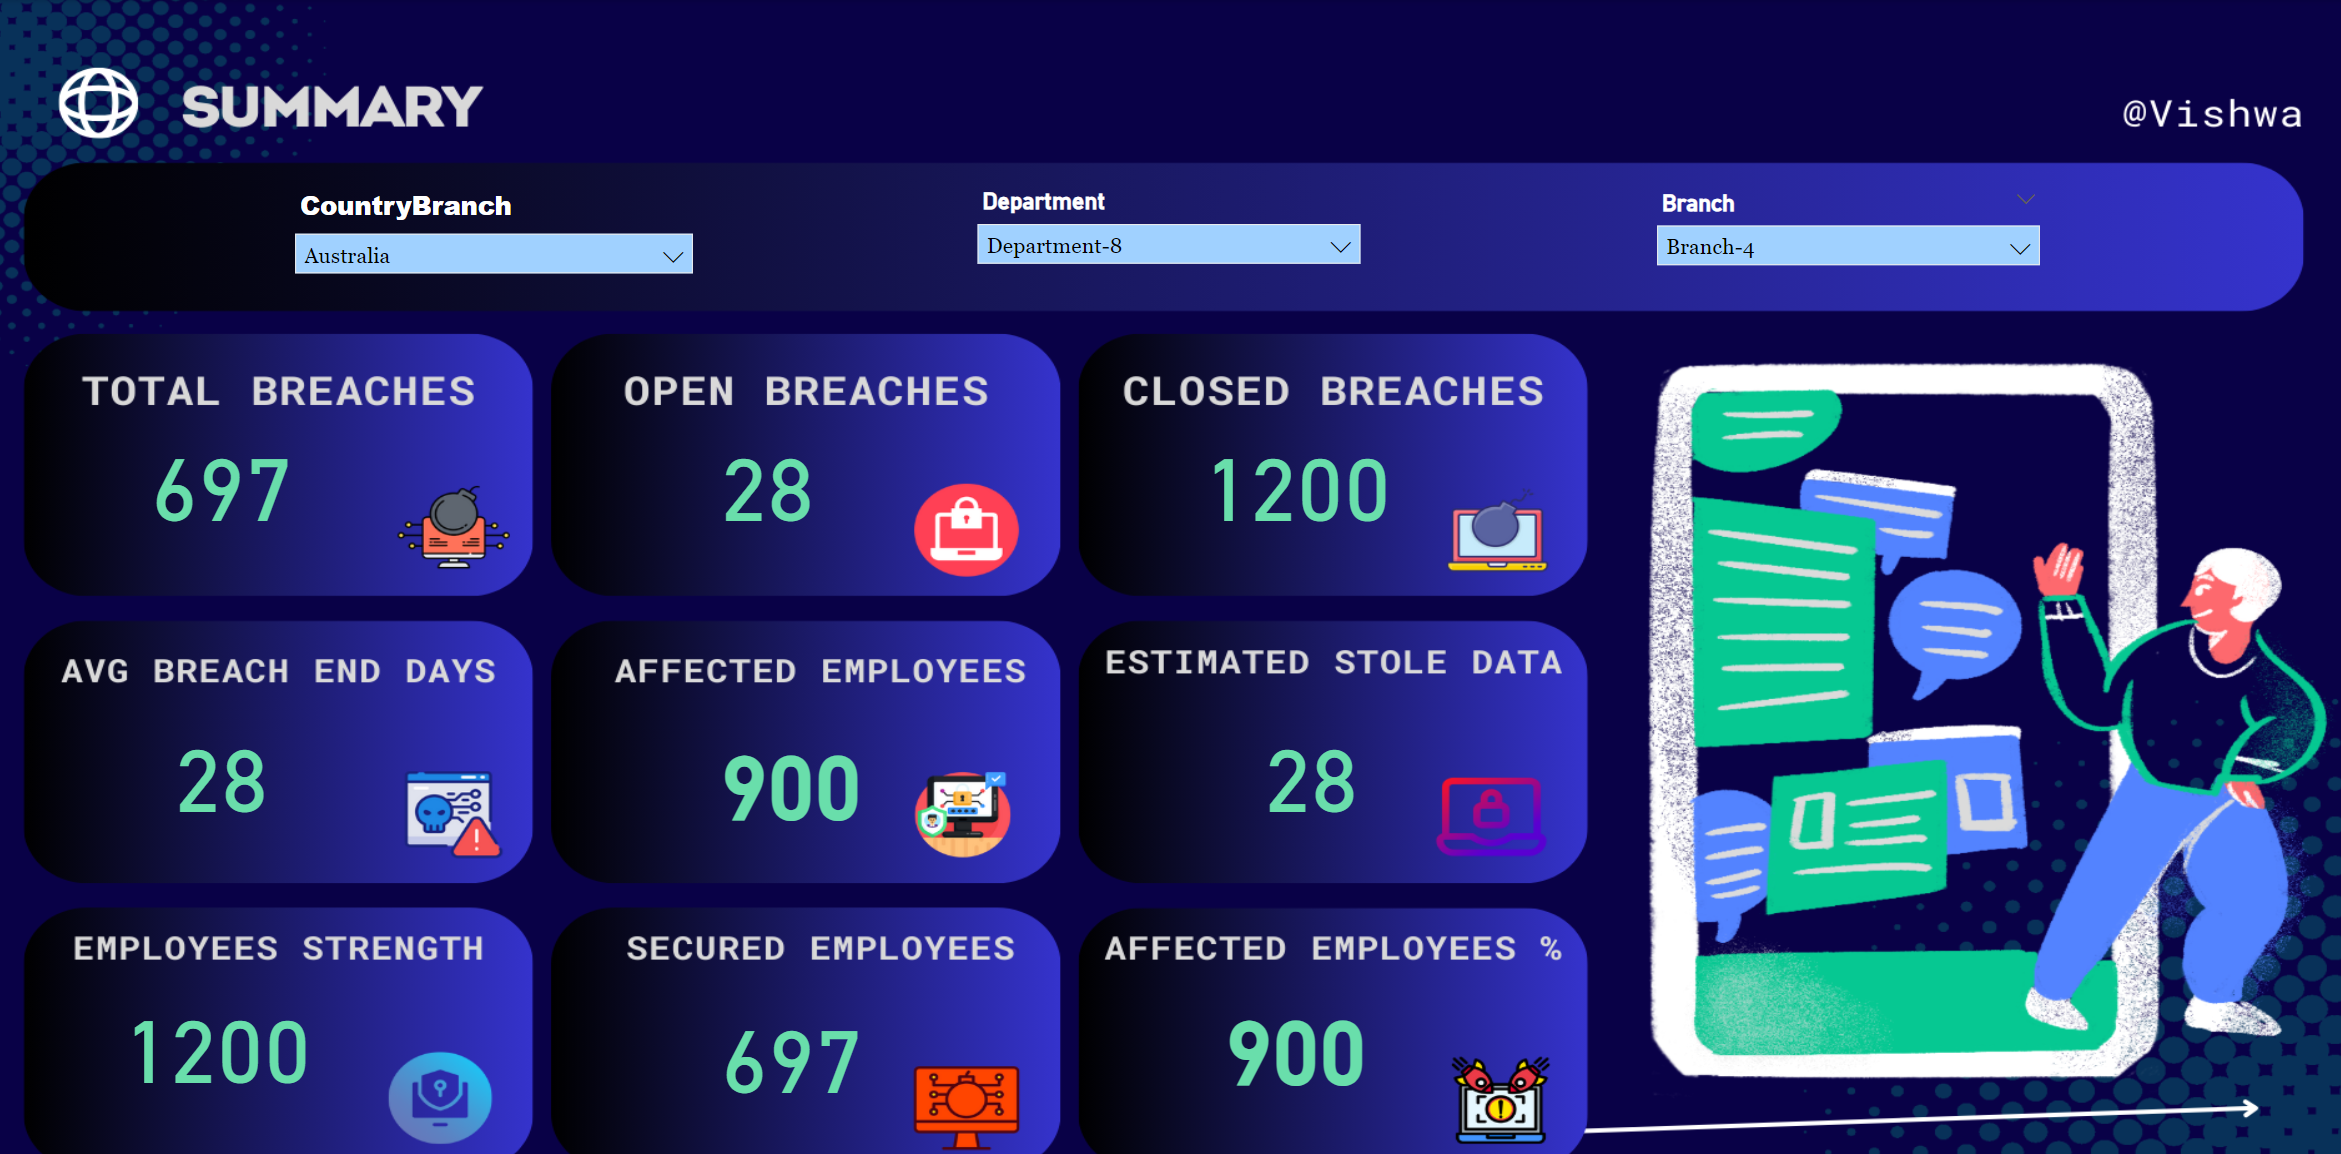 SUMMARY
@Vishwa
CountryBranch
Department
Branch
Australia
Department-8
Branch-4
TOTAL BREACHES
OPEN BREACHES
CLOSED BREACHES
697
28
1200
AVG BREACH END DAYS
AFFECTED EMPLOYEES
ESTIMATED STOLE DATA
28
900
28
EMPLOYEES STRENGTH
SECURED EMPLOYEES
AFFECTED EMPLOYEES %
1200
697
900